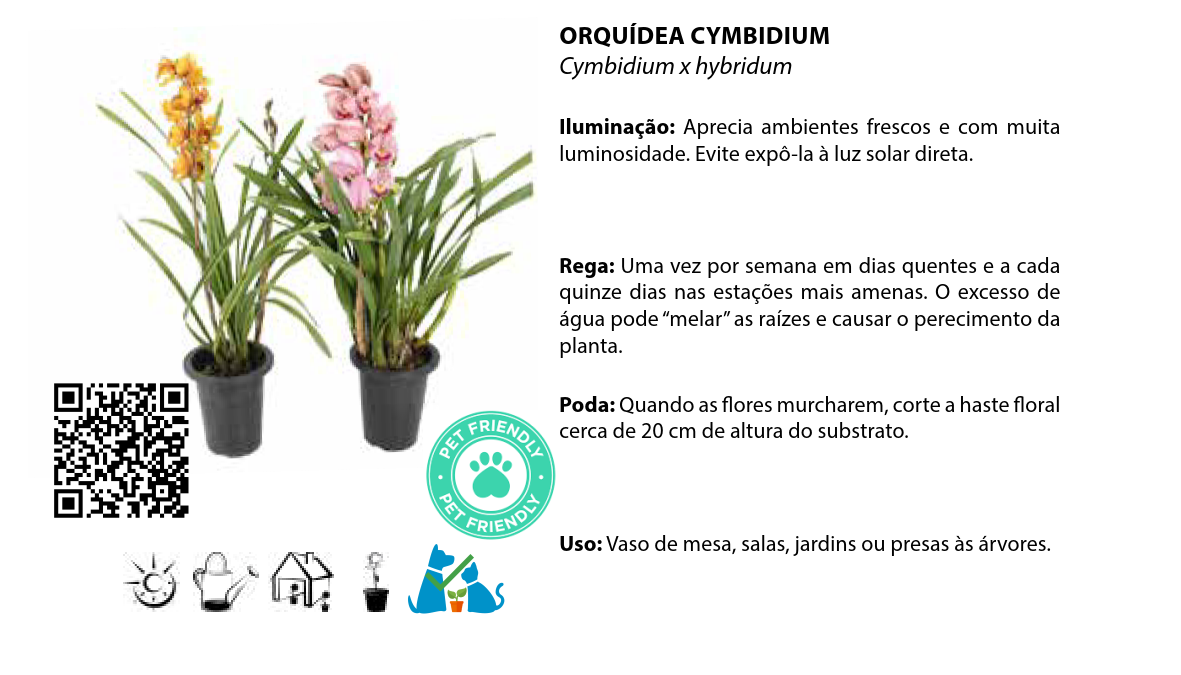 ORQUÍDEA CYMBIDIUM
Cymbidium x hybridum
Iluminação: Aprecia ambientes frescos e com muita
luminosidade. Evite expô-la à luz solar direta.
Rega: Uma vez por semana em dias quentes e a cada
quinze dias nas estações mais amenas. O excesso de
água pode “melar” as raízes e causar o perecimento da
planta.
Poda: Quando as flores murcharem, corte a haste floral
cerca de 20 cm de altura do substrato.
PET FRIENDLY
PET FRIENDLY
Uso: Vaso de mesa, salas, jardins ou presas às árvores.